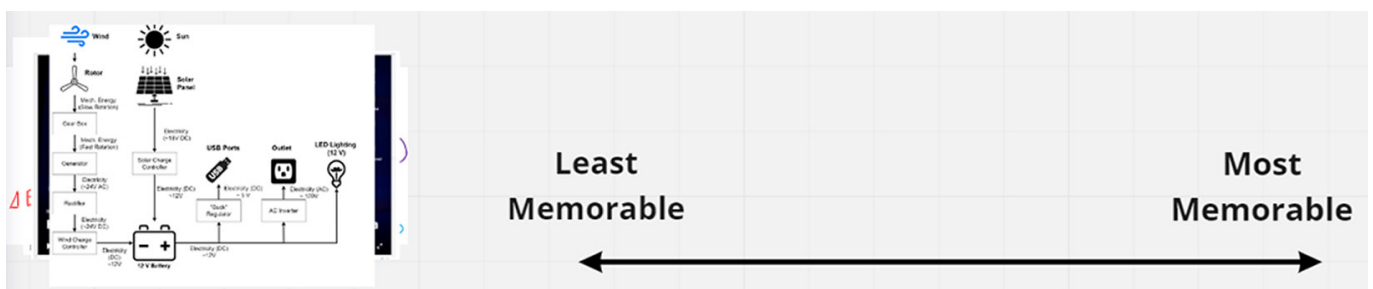 Wind
Sun
Rotor
Solar
Panel
Mech. Energy
(Slow Rotation)
Gear Box
Mech. Energy
(Fast Rotation)
Electricity
(~18V DC)
USB Ports
Outlet
LED Lighting
(12 V)
Generator
Solar Charge
Controller
USB
Electricity
(~24V AC)
Electricity (DC)
~12V
Electricity (DC)
~ 5 V
Electricity (AC)
Rectifier
"Buck"
Regulator
AC Inverter
Electricity
(~24V DC)
Wind Charge
Controller
Electricity
(DC)
~12V
12 V Battery
Electricity (DC)
~12V
Least
Memorable
Most
Memorable